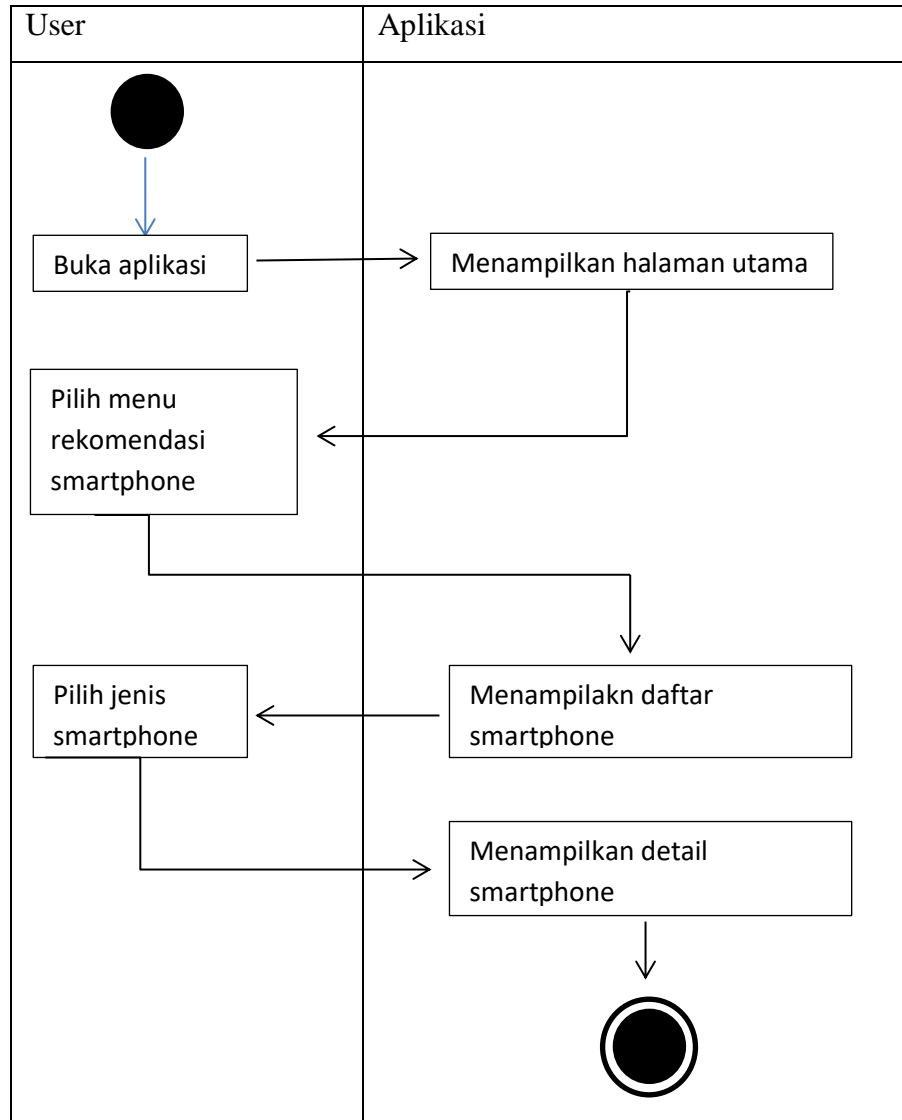 User
Aplikasi
Buka aplikasi
Menampilkan halaman utama
Pilih menu
rekomendasi
smartphone
Menampilakn daftar
smartphone
Pilih jenis
smartphone
Menampilkan detail
smartphone